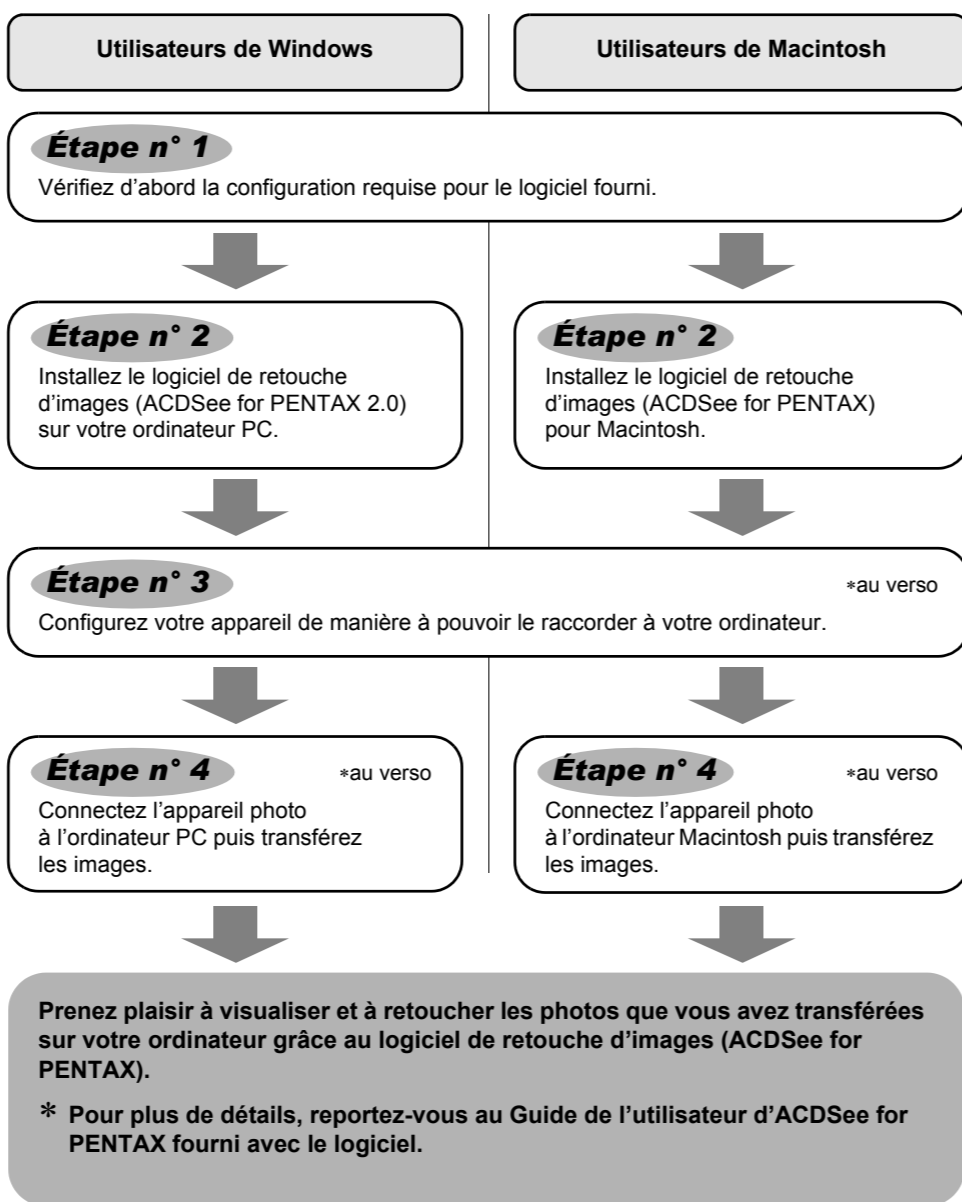 Utilisateurs de Windows
Utilisateurs de Macintosh
Étape n° 1
Vérifiez d’abord la configuration requise pour le logiciel fourni.
Étape n° 2
Installez le logiciel de retouche
d’images (ACDSee for PENTAX 2.0)
sur votre ordinateur PC.
Étape n° 2
Installez le logiciel de retouche
d’images (ACDSee for PENTAX)
pour Macintosh.
Étape n° 3
*au verso
Configurez votre appareil de manière à pouvoir le raccorder à votre ordinateur.
Étape n° 4
*au verso
Connectez l’appareil photo
à l’ordinateur PC puis transférez
les images.
Étape n° 4
*au verso
Connectez l’appareil photo
à l’ordinateur Macintosh puis transférez
les images.
Prenez plaisir à visualiser et à retoucher les photos que vous avez transférées
sur votre ordinateur grâce au logiciel de retouche d’images (ACDSee for
PENTAX).
* Pour plus de détails, reportez-vous au Guide de l’utilisateur d’ACDSee for
PENTAX fourni avec le logiciel.